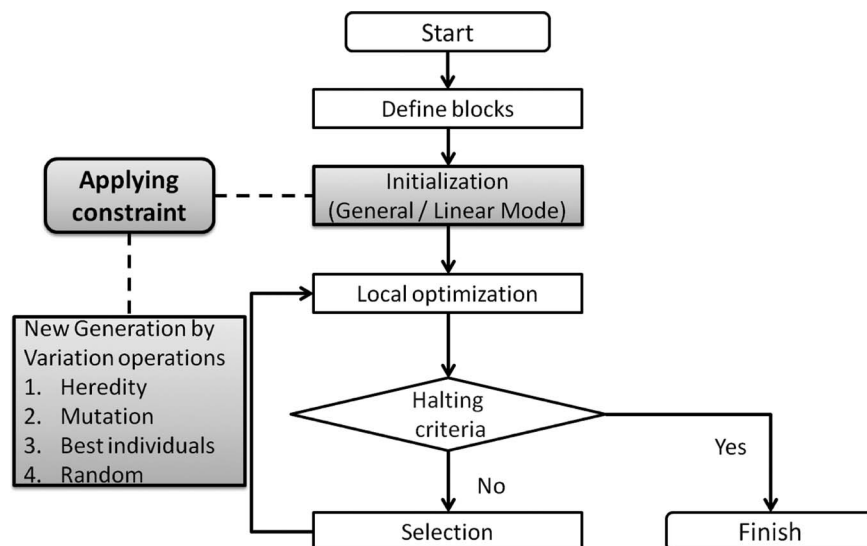 Start
Define blocks
Applying
constraint
Initialization
(General / Linear Mode)
Local optimization
New Generation by
Variation operations
1. Heredity
2. Mutation
3. Best individuals
4. Random
Halting
criteria
Yes
No
Selection
Finish